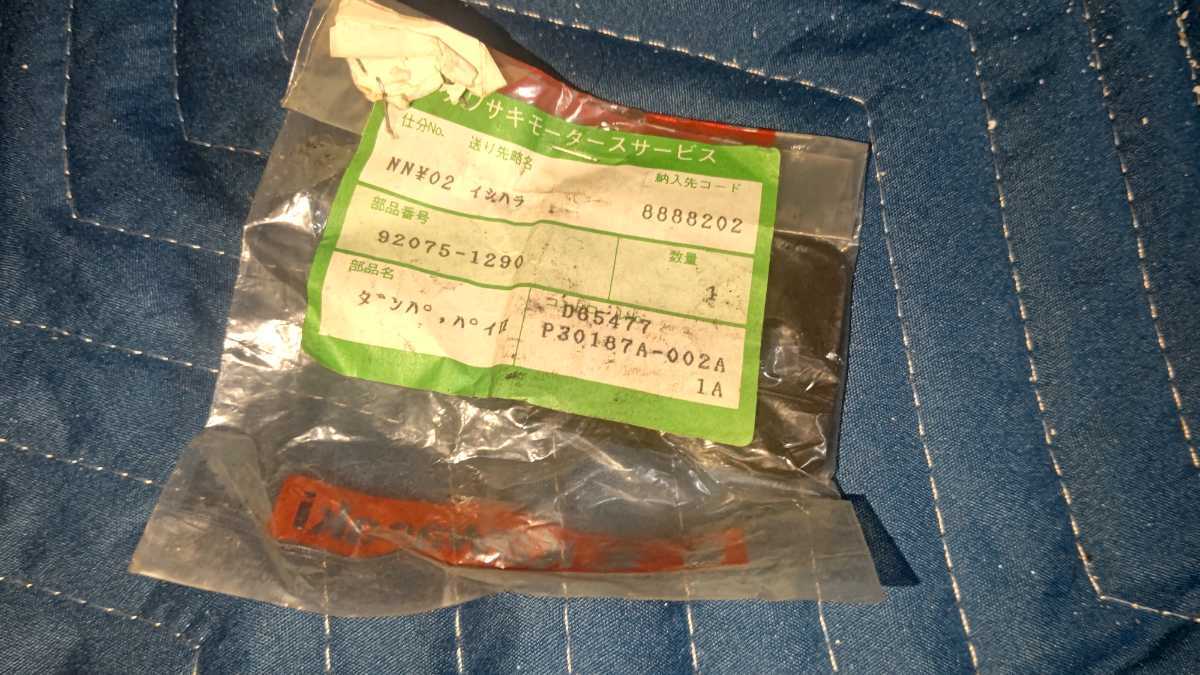 カワサキモータースサービス
仕分No. 送り先略名 納入先コード
NN¥02 イシハラ 8888202
部品番号 数量
92075-1290 1
部品名
ダンパ,パイロ D65477
P30187A-002A
1A